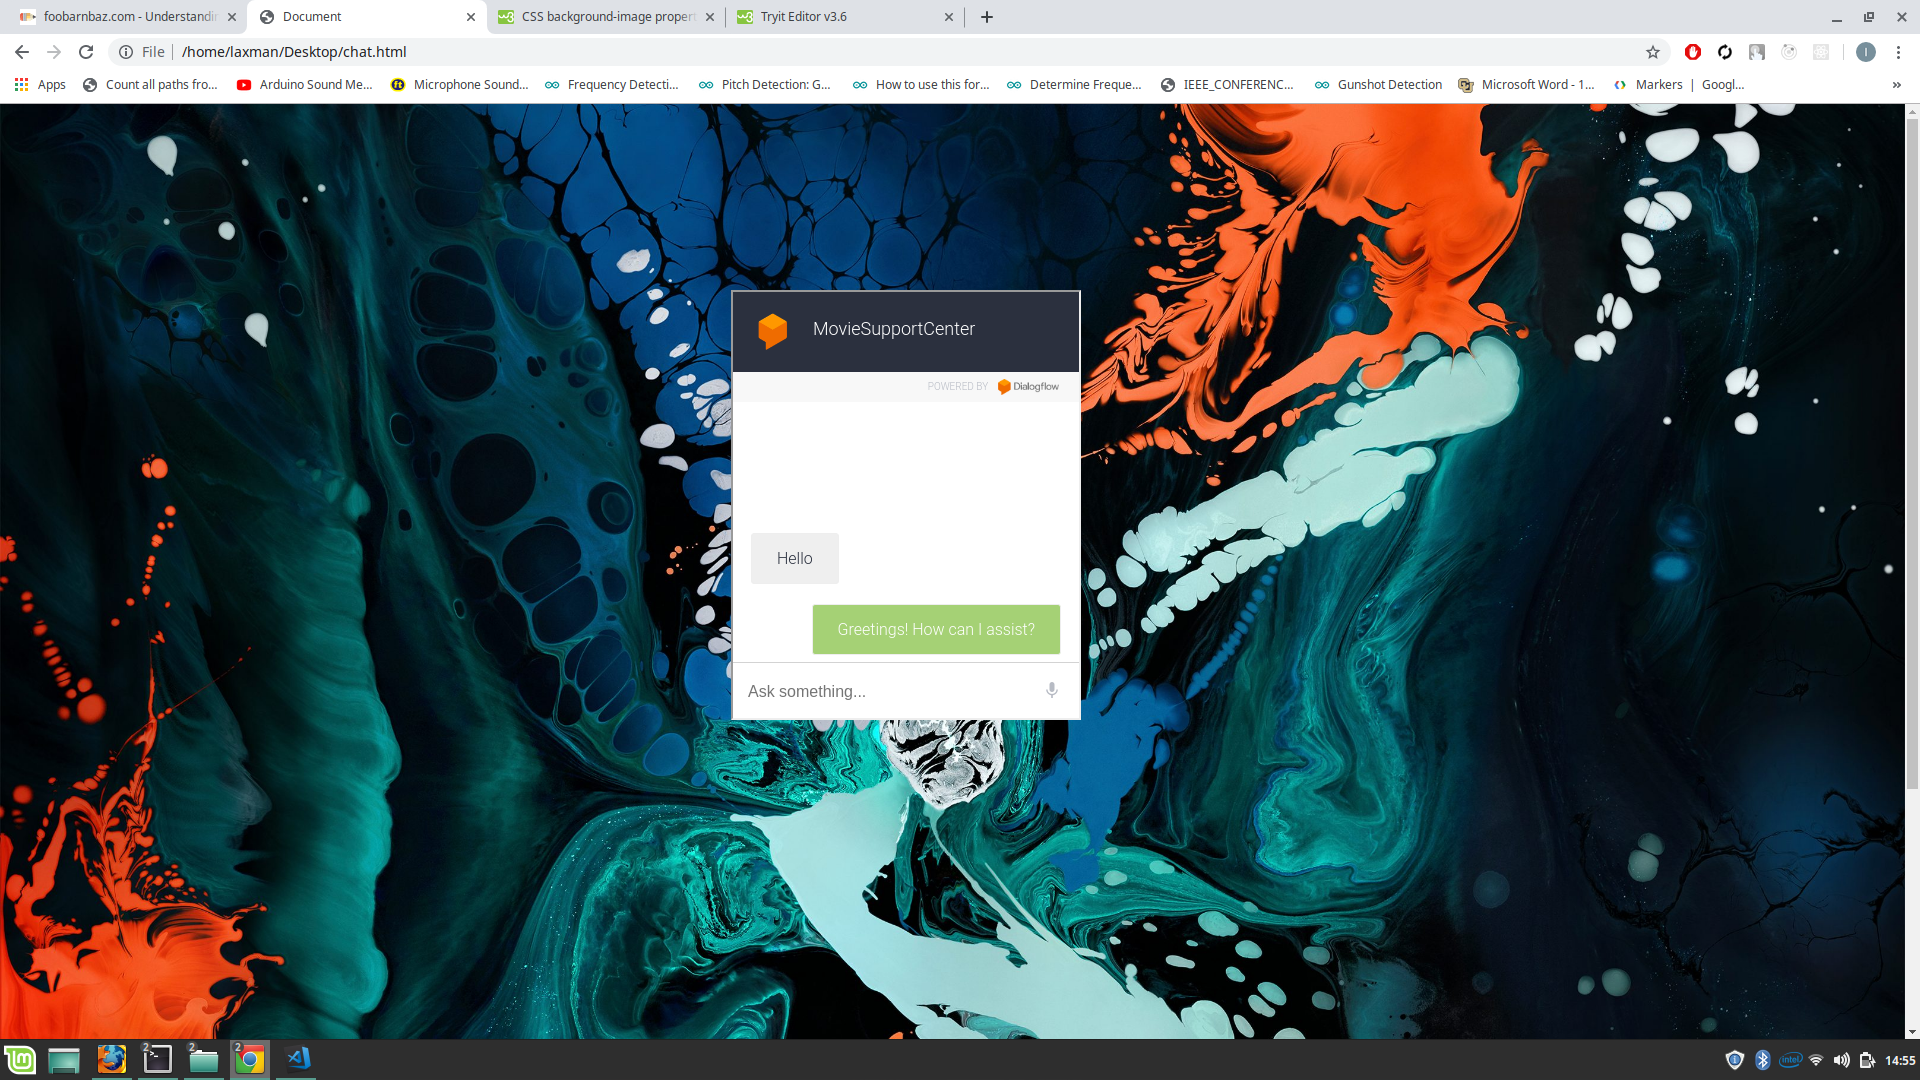 foobarnbaz.com - Understandin
Document
CSS background-image propert
Tryit Editor v3.6
File
/home/laxman/Desktop/chat.html
I
Apps
Count all paths fro...
Arduino Sound Me...
Microphone Sound...
Frequency Detecti...
Pitch Detection: G...
How to use this for...
Determine Freque...
IEEE_CONFERENC...
Gunshot Detection
Microsoft Word - 1...
Markers | Googl...
»
MovieSupportCenter
POWERED BY Dialogflow
Hello
Greetings! How can I assist?
Ask something...
2
2
2
intel
14:55